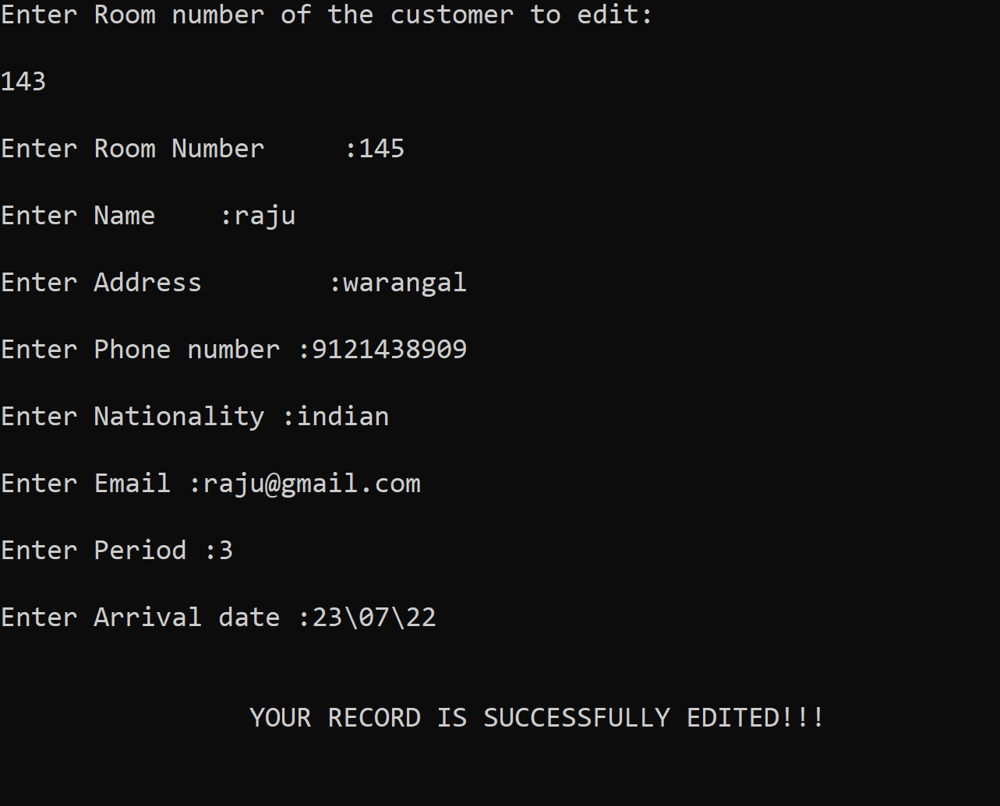 Enter Room number of the customer to edit:
143
Enter Room Number     :145
Enter Name    :raju
Enter Address        :warangal
Enter Phone number :9121438909
Enter Nationality :indian
Enter Email :raju@gmail.com
Enter Period :3
Enter Arrival date :23\07\22
YOUR RECORD IS SUCCESSFULLY EDITED!!!